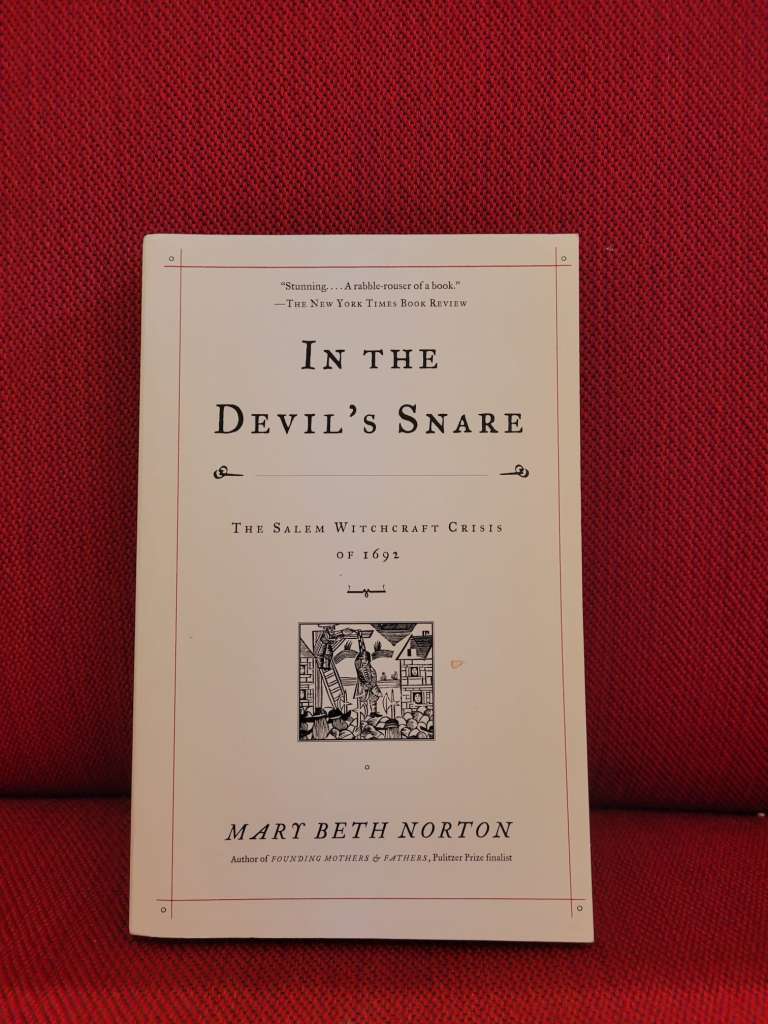 “Stunning. . . . A rabble-rouser of a book.”
—The New York Times Book Review
In the
Devil’s Snare
The Salem Witchcraft Crisis
of 1692
Mary Beth Norton
Author of Founding Mothers & Fathers, Pulitzer Prize finalist